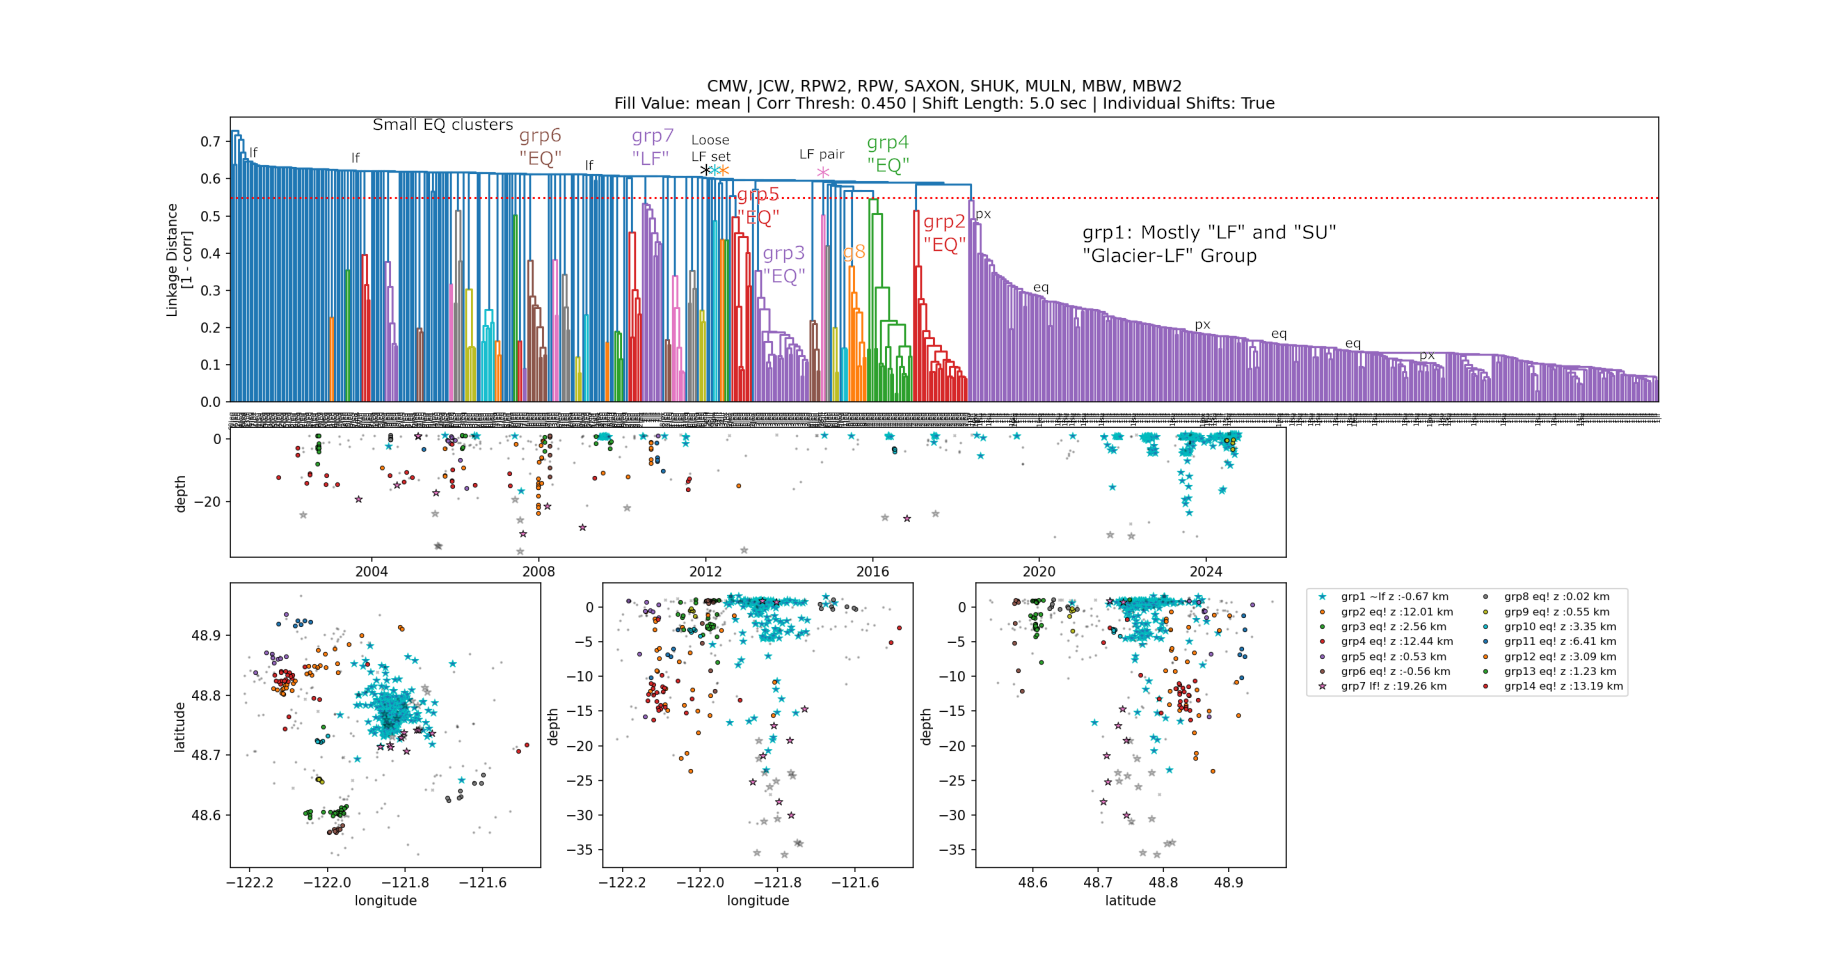 CMW, JCW, RPW2, RPW, SAXON, SHUK, MULN, MBW, MBW2
Fill Value: mean | Corr Thresh: 0.450 | Shift Length: 5.0 sec | Individual Shifts: True
Small EQ clusters
grp6
"EQ"
grp7
"LF"
Loose
LF set
LF pair
grp4
"EQ"
lf
lf
lf
grp5
"EQ"
grp3
"EQ"
g8
grp2
"EQ"
px
grp1: Mostly "LF" and "SU"
"Glacier-LF" Group
eq
px
eq
eq
px
Linkage Distance
[1 - corr]
0.7
0.6
0.5
0.4
0.3
0.2
0.1
0.0
depth
0
−20
2004
2008
2012
2016
2020
2024
latitude
48.9
48.8
48.7
48.6
−122.2
−122.0
−121.8
−121.6
longitude
depth
0
−5
−10
−15
−20
−25
−30
−35
−122.2
−122.0
−121.8
−121.6
longitude
depth
0
−5
−10
−15
−20
−25
−30
−35
48.6
48.7
48.8
48.9
latitude
grp1 ~lf z :-0.67 km
grp2 eq! z :12.01 km
grp3 eq! z :2.56 km
grp4 eq! z :12.44 km
grp5 eq! z :0.53 km
grp6 eq! z :-0.56 km
grp7 lf! z :19.26 km
grp8 eq! z :0.02 km
grp9 eq! z :0.55 km
grp10 eq! z :3.35 km
grp11 eq! z :6.41 km
grp12 eq! z :3.09 km
grp13 eq! z :1.23 km
grp14 eq! z :13.19 km